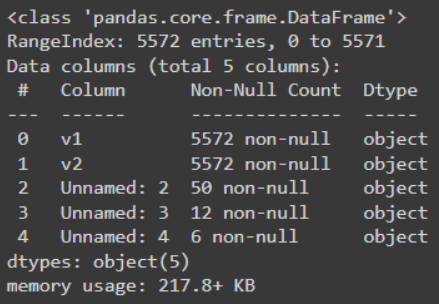 <class 'pandas.core.frame.DataFrame'>
RangeIndex: 5572 entries, 0 to 5571
Data columns (total 5 columns):
 #   Column      Non-Null Count  Dtype
---  ------      --------------  -----
 0   v1          5572 non-null   object
 1   v2          5572 non-null   object
 2   Unnamed: 2  50 non-null     object
 3   Unnamed: 3  12 non-null     object
 4   Unnamed: 4  6 non-null      object
dtypes: object(5)
memory usage: 217.8+ KB